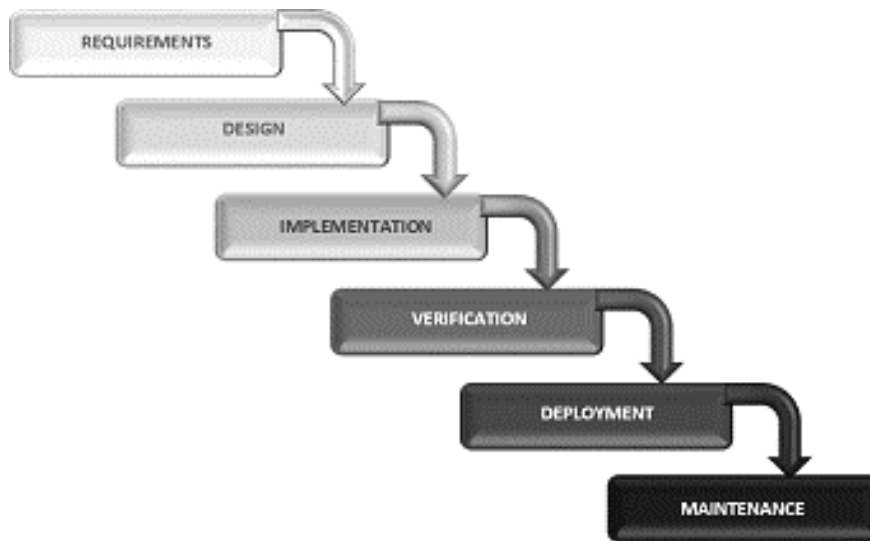 REQUIREMENTS
DESIGN
IMPLEMENTATION
VERIFICATION
DEPLOYMENT
MAINTENANCE